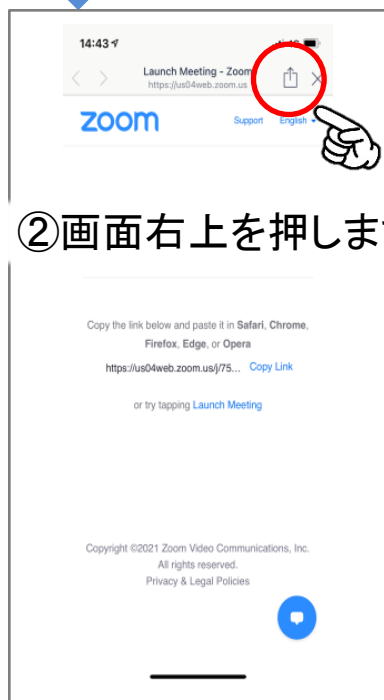 14:43
Launch Meeting - Zoom
https://us04web.zoom.us
zoom
Support
English
②画面右上を押しま
Copy the link below and paste it in Safari, Chrome,
Firefox, Edge, or Opera
https://us04web.zoom.us/j/75... Copy Link
or try tapping Launch Meeting
Copyright ©2021 Zoom Video Communications, Inc.
All rights reserved.
Privacy & Legal Policies